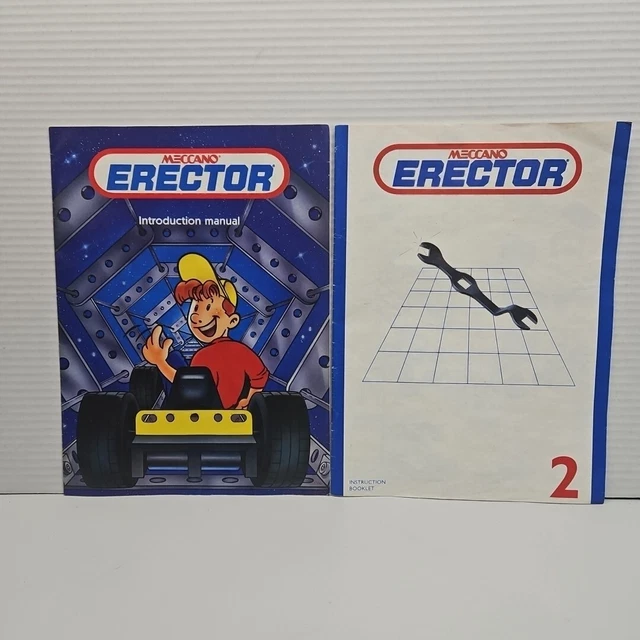 MECCANO®
ERECTOR®
Introduction manual
MECCANO
ERECTOR®
INSTRUCTION
BOOKLET
2